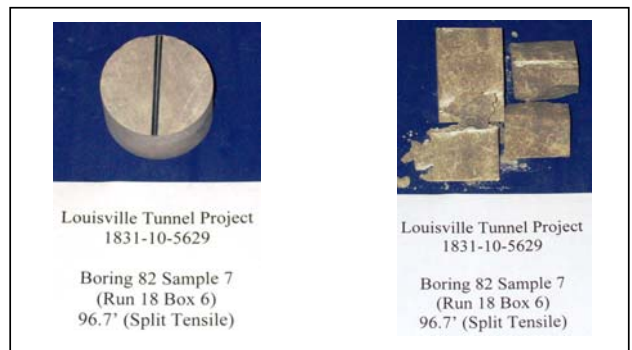 Louisville Tunnel Project
1831-10-5629
Boring 82 Sample 7
(Run 18 Box 6)
96.7' (Split Tensile)
Louisville Tunnel Project
1831-10-5629
Boring 82 Sample 7
(Run 18 Box 6)
96.7' (Split Tensile)